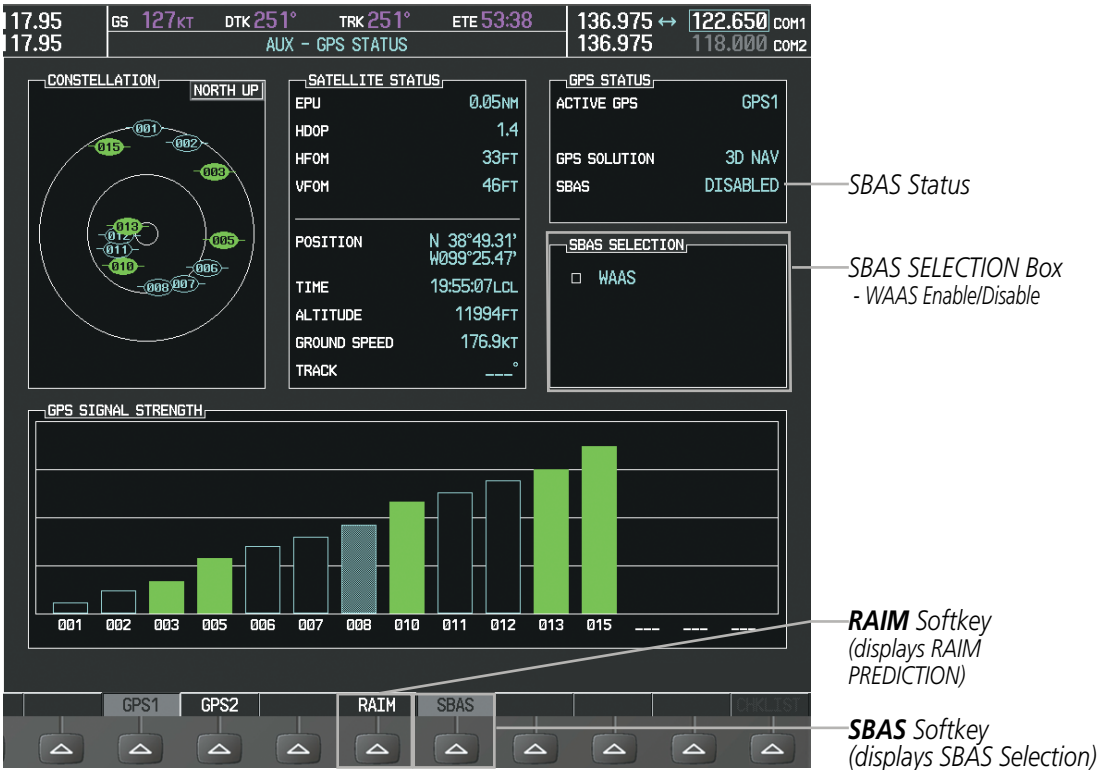 117.95 GS 127KT DTK 251° TRK 251° ETE 53:38 136.975 ↔ 122.650 COM1
117.95 AUX – GPS STATUS 136.975 118.000 COM2
CONSTELLATION
NORTH UP
001
015
002
003
013
012
005
011
010
006
008
007
SATELLITE STATUS
EPU 0.05NM
HDOP 1.4
HFOM 33FT
VFOM 46FT
POSITION N 38°49.31'
W099°25.47'
TIME 19:55:07LCL
ALTITUDE 11994FT
GROUND SPEED 176.9KT
TRACK ___°
GPS STATUS
ACTIVE GPS GPS1
GPS SOLUTION 3D NAV
SBAS DISABLED
SBAS Status
SBAS SELECTION
WAAS
SBAS SELECTION Box
- WAAS Enable/Disable
GPS SIGNAL STRENGTH
001 002 003 005 006 007 008 010 011 012 013 015 ___ ___ ___
RAIM Softkey
(displays RAIM
PREDICTION)
GPS1 GPS2 RAIM SBAS CHKLIST
SBAS Softkey
(displays SBAS Selection)